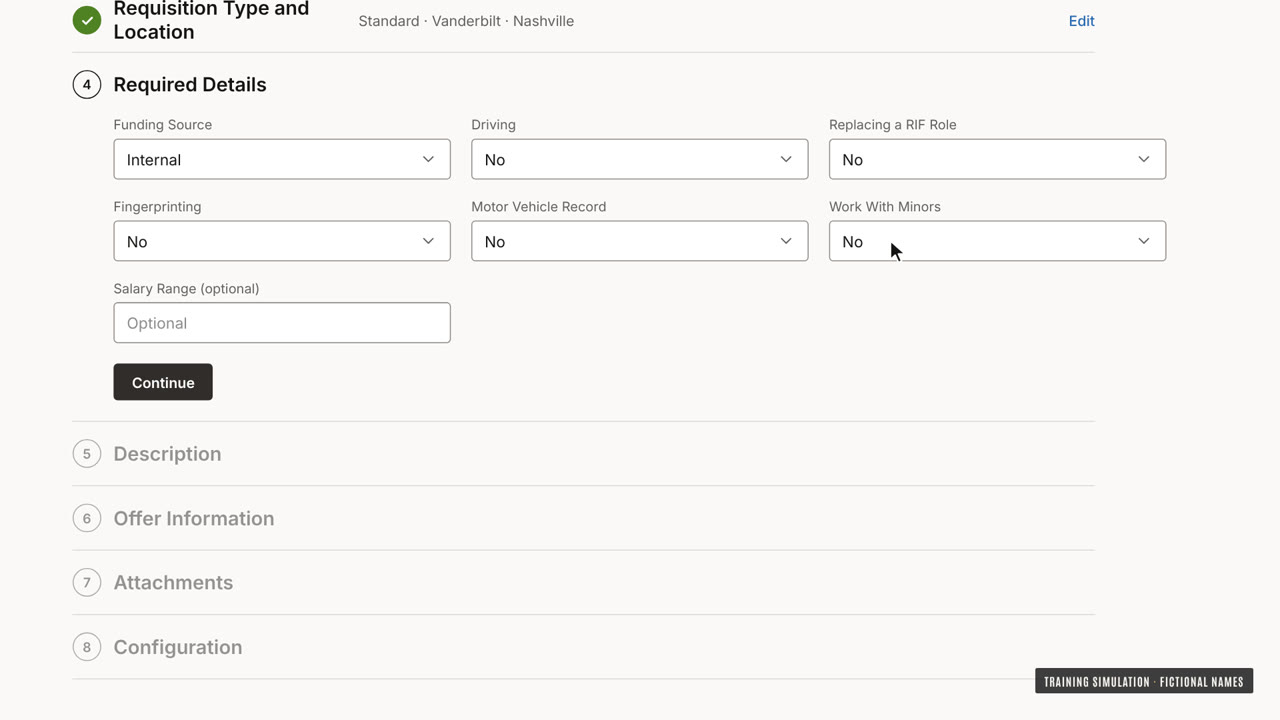 Requisition Type and
Location
Standard · Vanderbilt · Nashville
Edit
4
Required Details
Funding Source
Driving
Replacing a RIF Role
Internal
No
No
Fingerprinting
Motor Vehicle Record
Work With Minors
No
No
No
Salary Range (optional)
Optional
Continue
5
Description
6
Offer Information
7
Attachments
8
Configuration
TRAINING SIMULATION · FICTIONAL NAMES